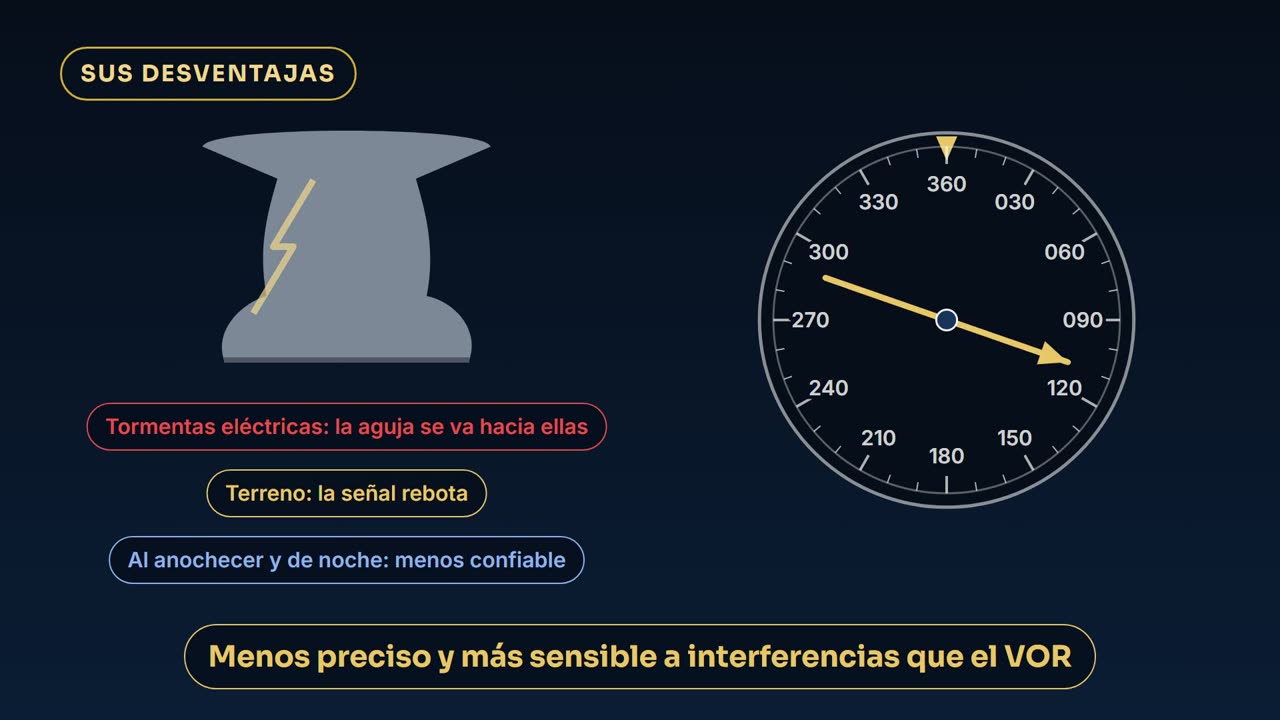 SUS DESVENTAJAS
360
030
060
090
120
150
180
210
240
270
300
330
Tormentas eléctricas: la aguja se va hacia ellas
Terreno: la señal rebota
Al anochecer y de noche: menos confiable
Menos preciso y más sensible a interferencias que el VOR